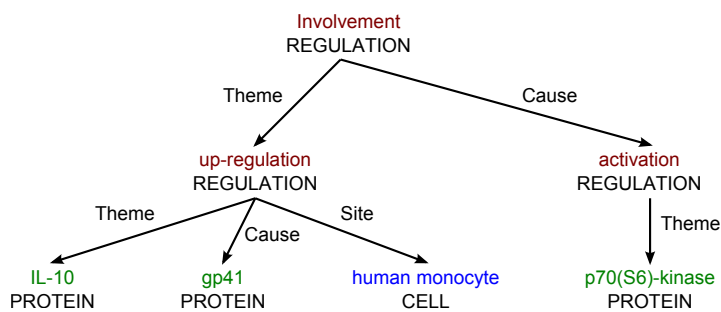 Involvement
REGULATION
Theme
Cause
up-regulation
REGULATION
activation
REGULATION
Theme
Cause
Site
Theme
IL-10
PROTEIN
gp41
PROTEIN
human monocyte
CELL
p70(S6)-kinase
PROTEIN